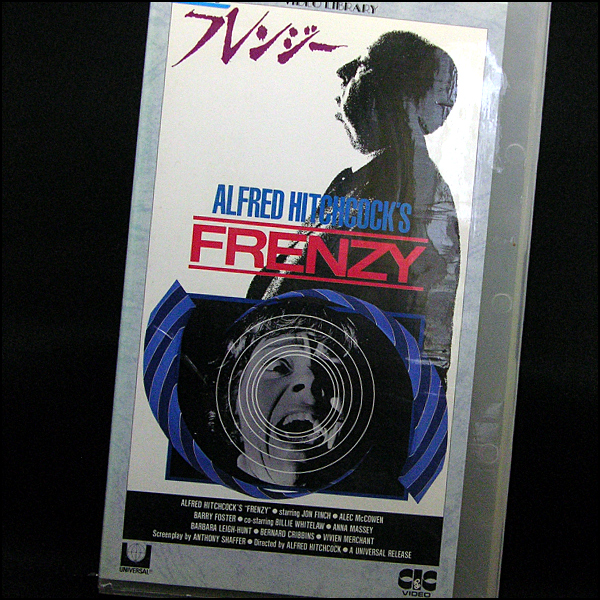 VIDEO LIBRARY
フレンジー
ALFRED HITCHCOCK'S
FRENZY
ALFRED HITCHCOCK'S "FRENZY" • starring JON FINCH • ALEC McCOWEN
BARRY FOSTER • co-starring BILLIE WHITELAW • ANNA MASSEY
BARBARA LEIGH-HUNT • BERNARD CRIBBINS • VIVIEN MERCHANT
Screenplay by ANTHONY SHAFFER • Directed by ALFRED HITCHCOCK • A UNIVERSAL RELEASE
UNIVERSAL
CIC
VIDEO